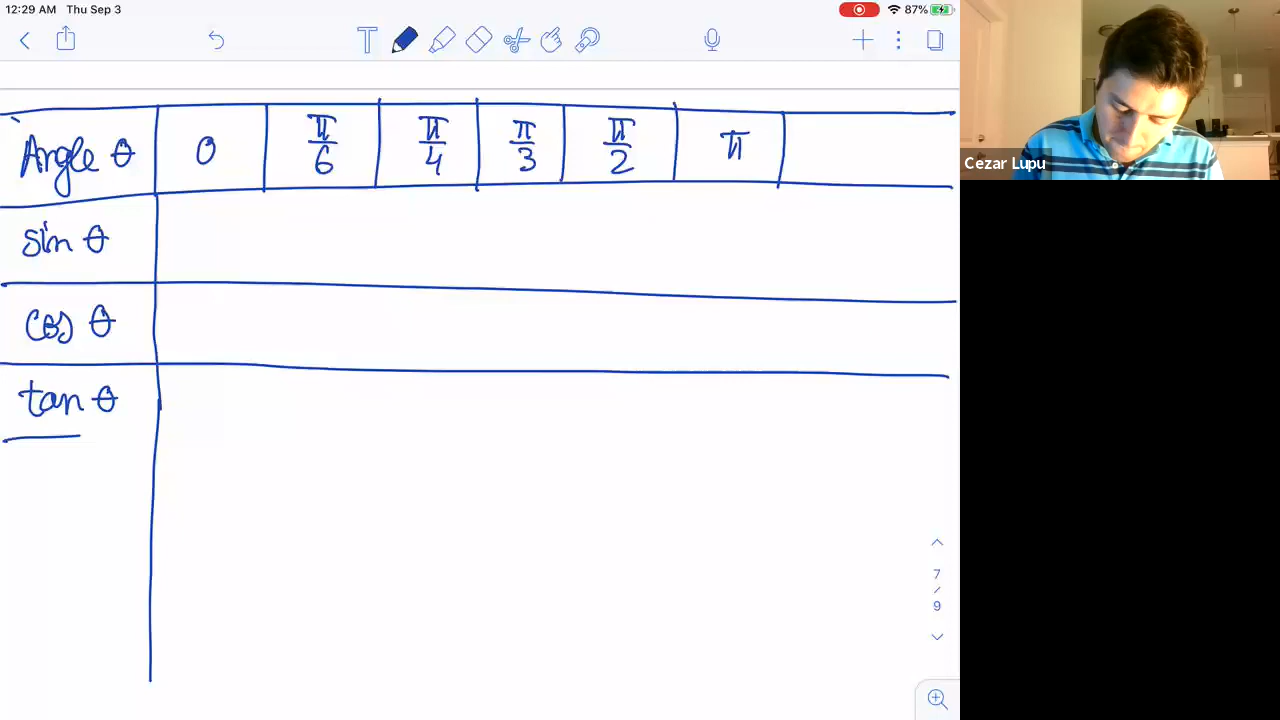 12:29 AM Thu Sep 3
87%
T
Angle θ 0 π/6 π/4 π/3 π/2 π
Cezar Lupu
sin θ
cos θ
tan θ
7
/
9